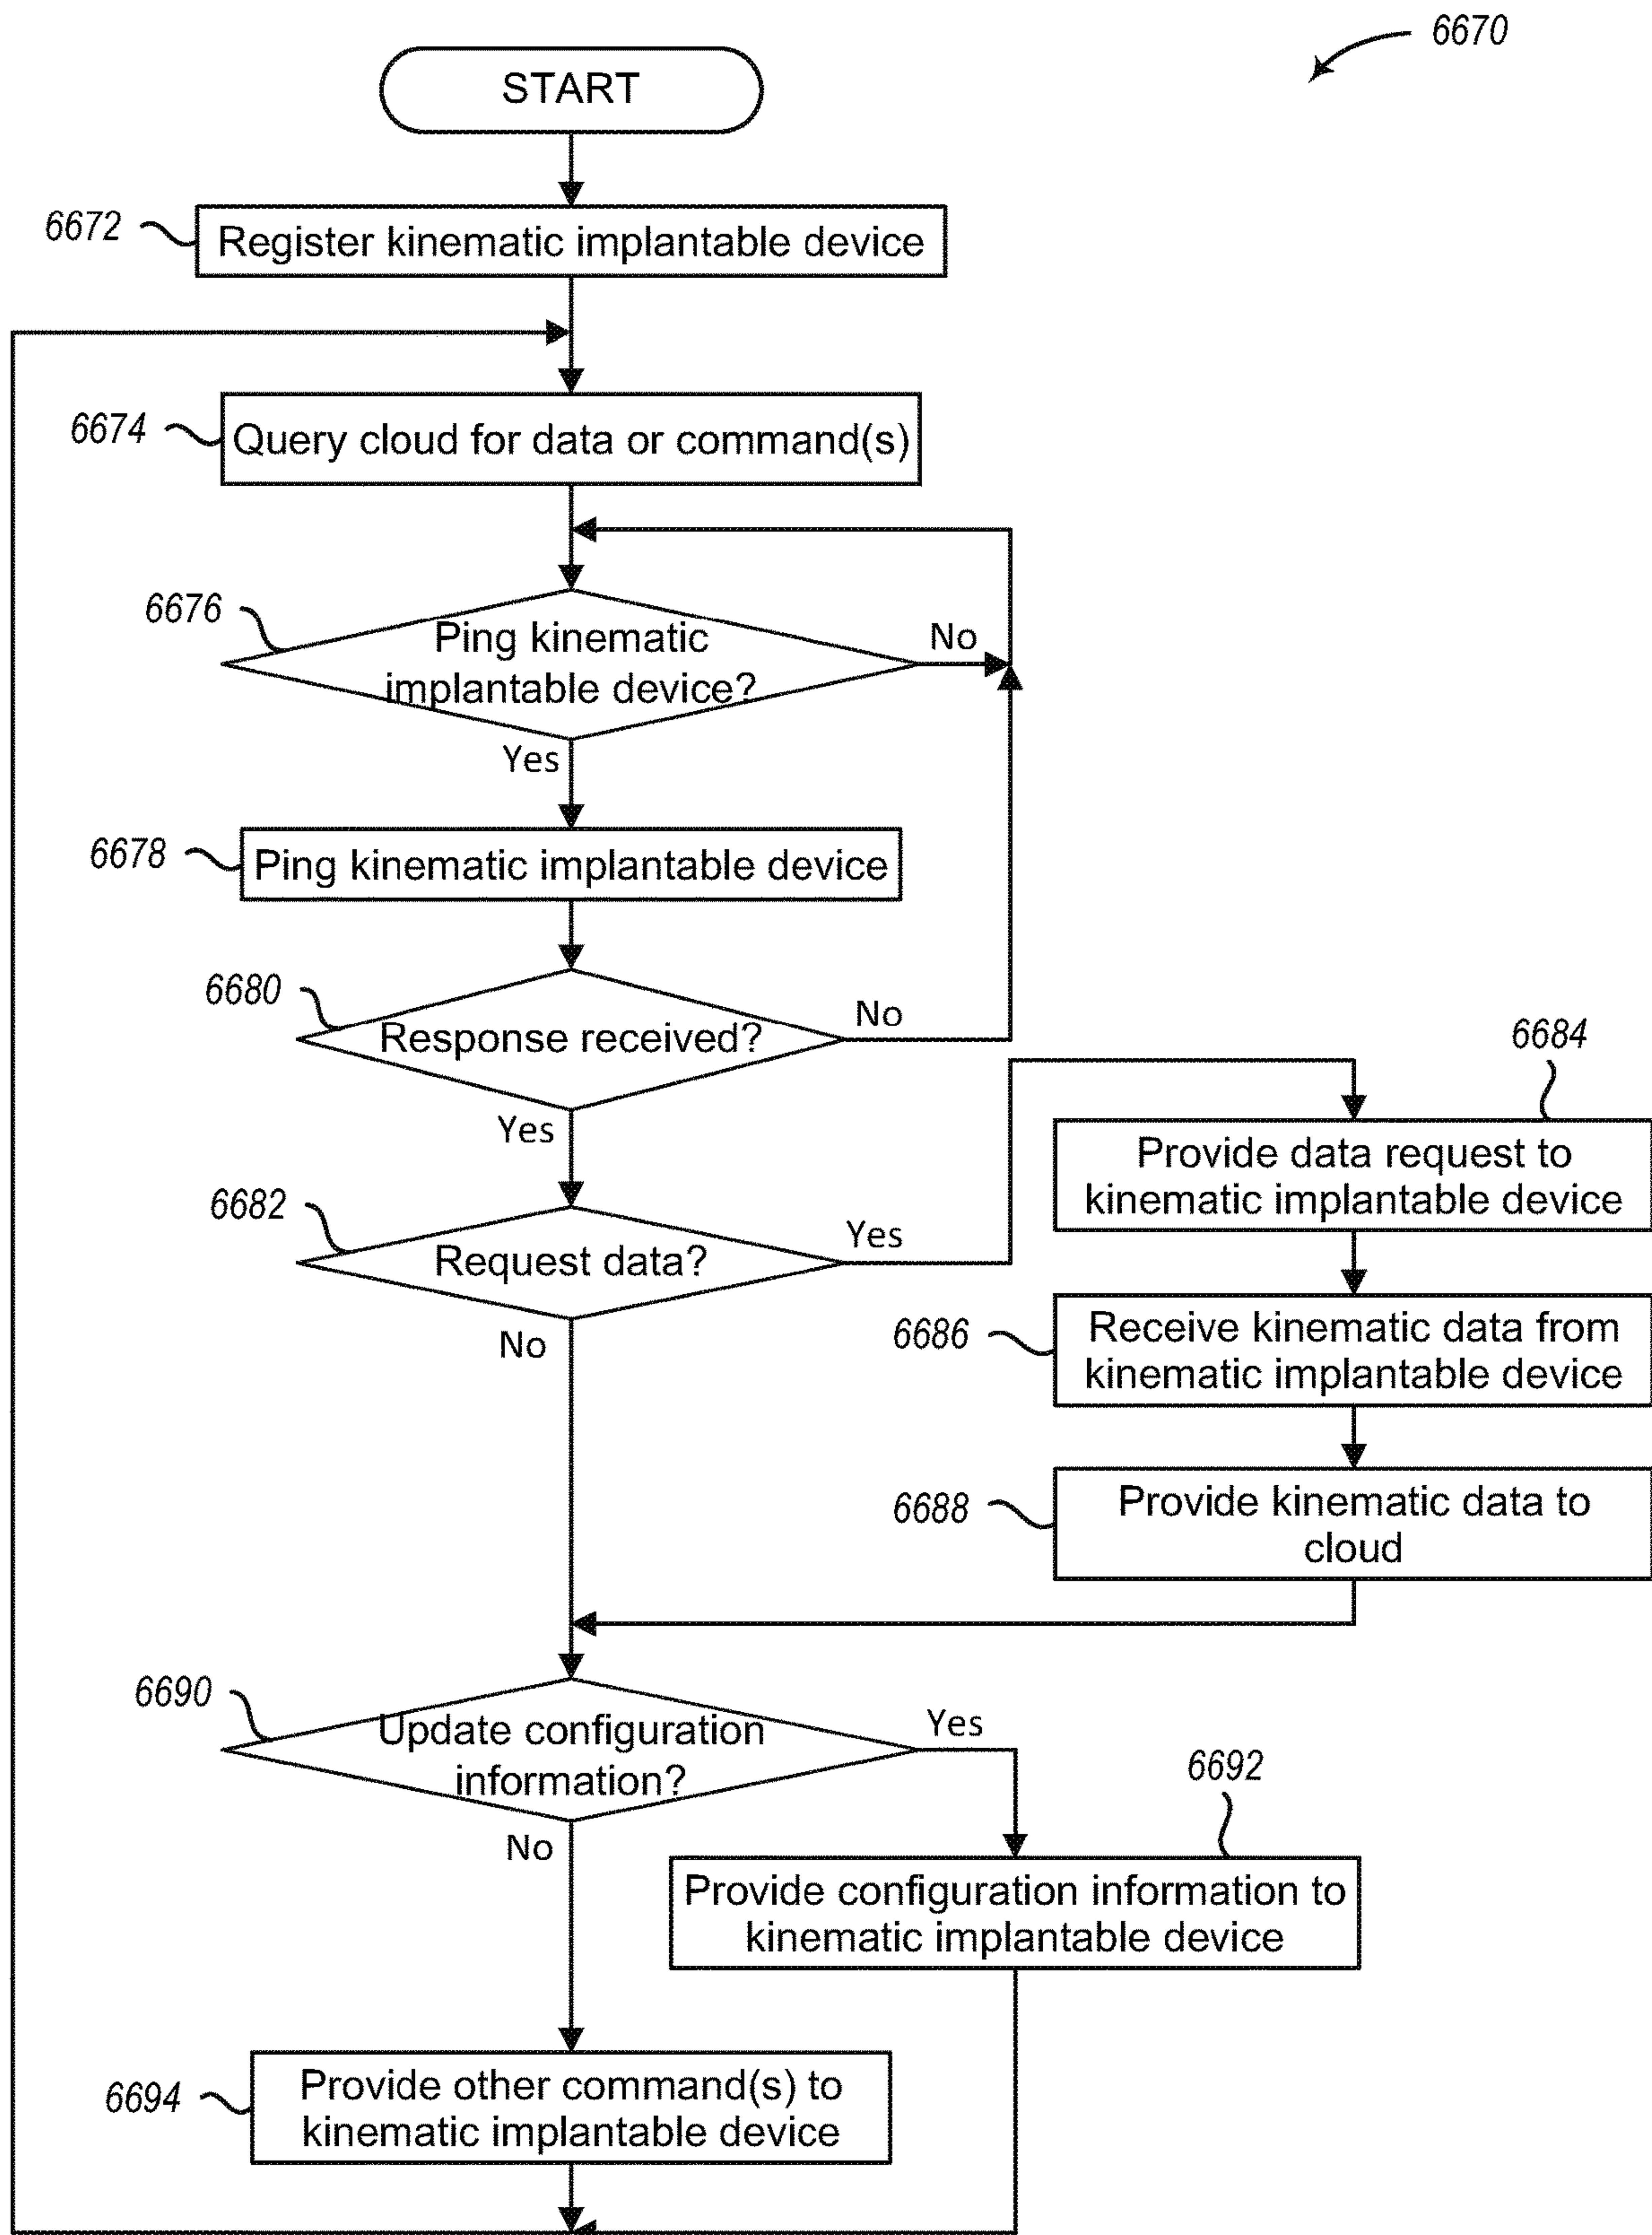 6670
START
6672
Register kinematic implantable device
6674
Query cloud for data or command(s)
6676
Ping kinematic
implantable device?
No
Yes
6678
Ping kinematic implantable device
6680
Response received?
No
Yes
6682
Request data?
Yes
No
6684
Provide data request to
kinematic implantable device
6686
Receive kinematic data from
kinematic implantable device
6688
Provide kinematic data to
cloud
6690
Update configuration
information?
Yes
No
6692
Provide configuration information to
kinematic implantable device
6694
Provide other command(s) to
kinematic implantable device